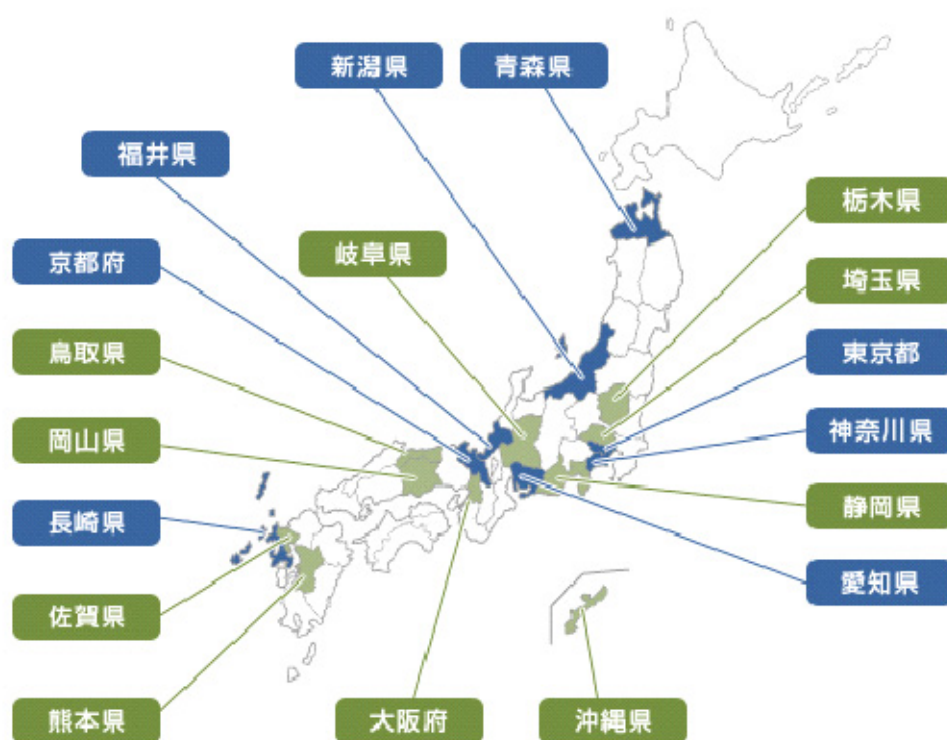 新潟県
青森県
福井県
栃木県
京都府
岐阜県
埼玉県
鳥取県
東京都
岡山県
神奈川県
長崎県
静岡県
愛知県
佐賀県
熊本県
大阪府
沖縄県